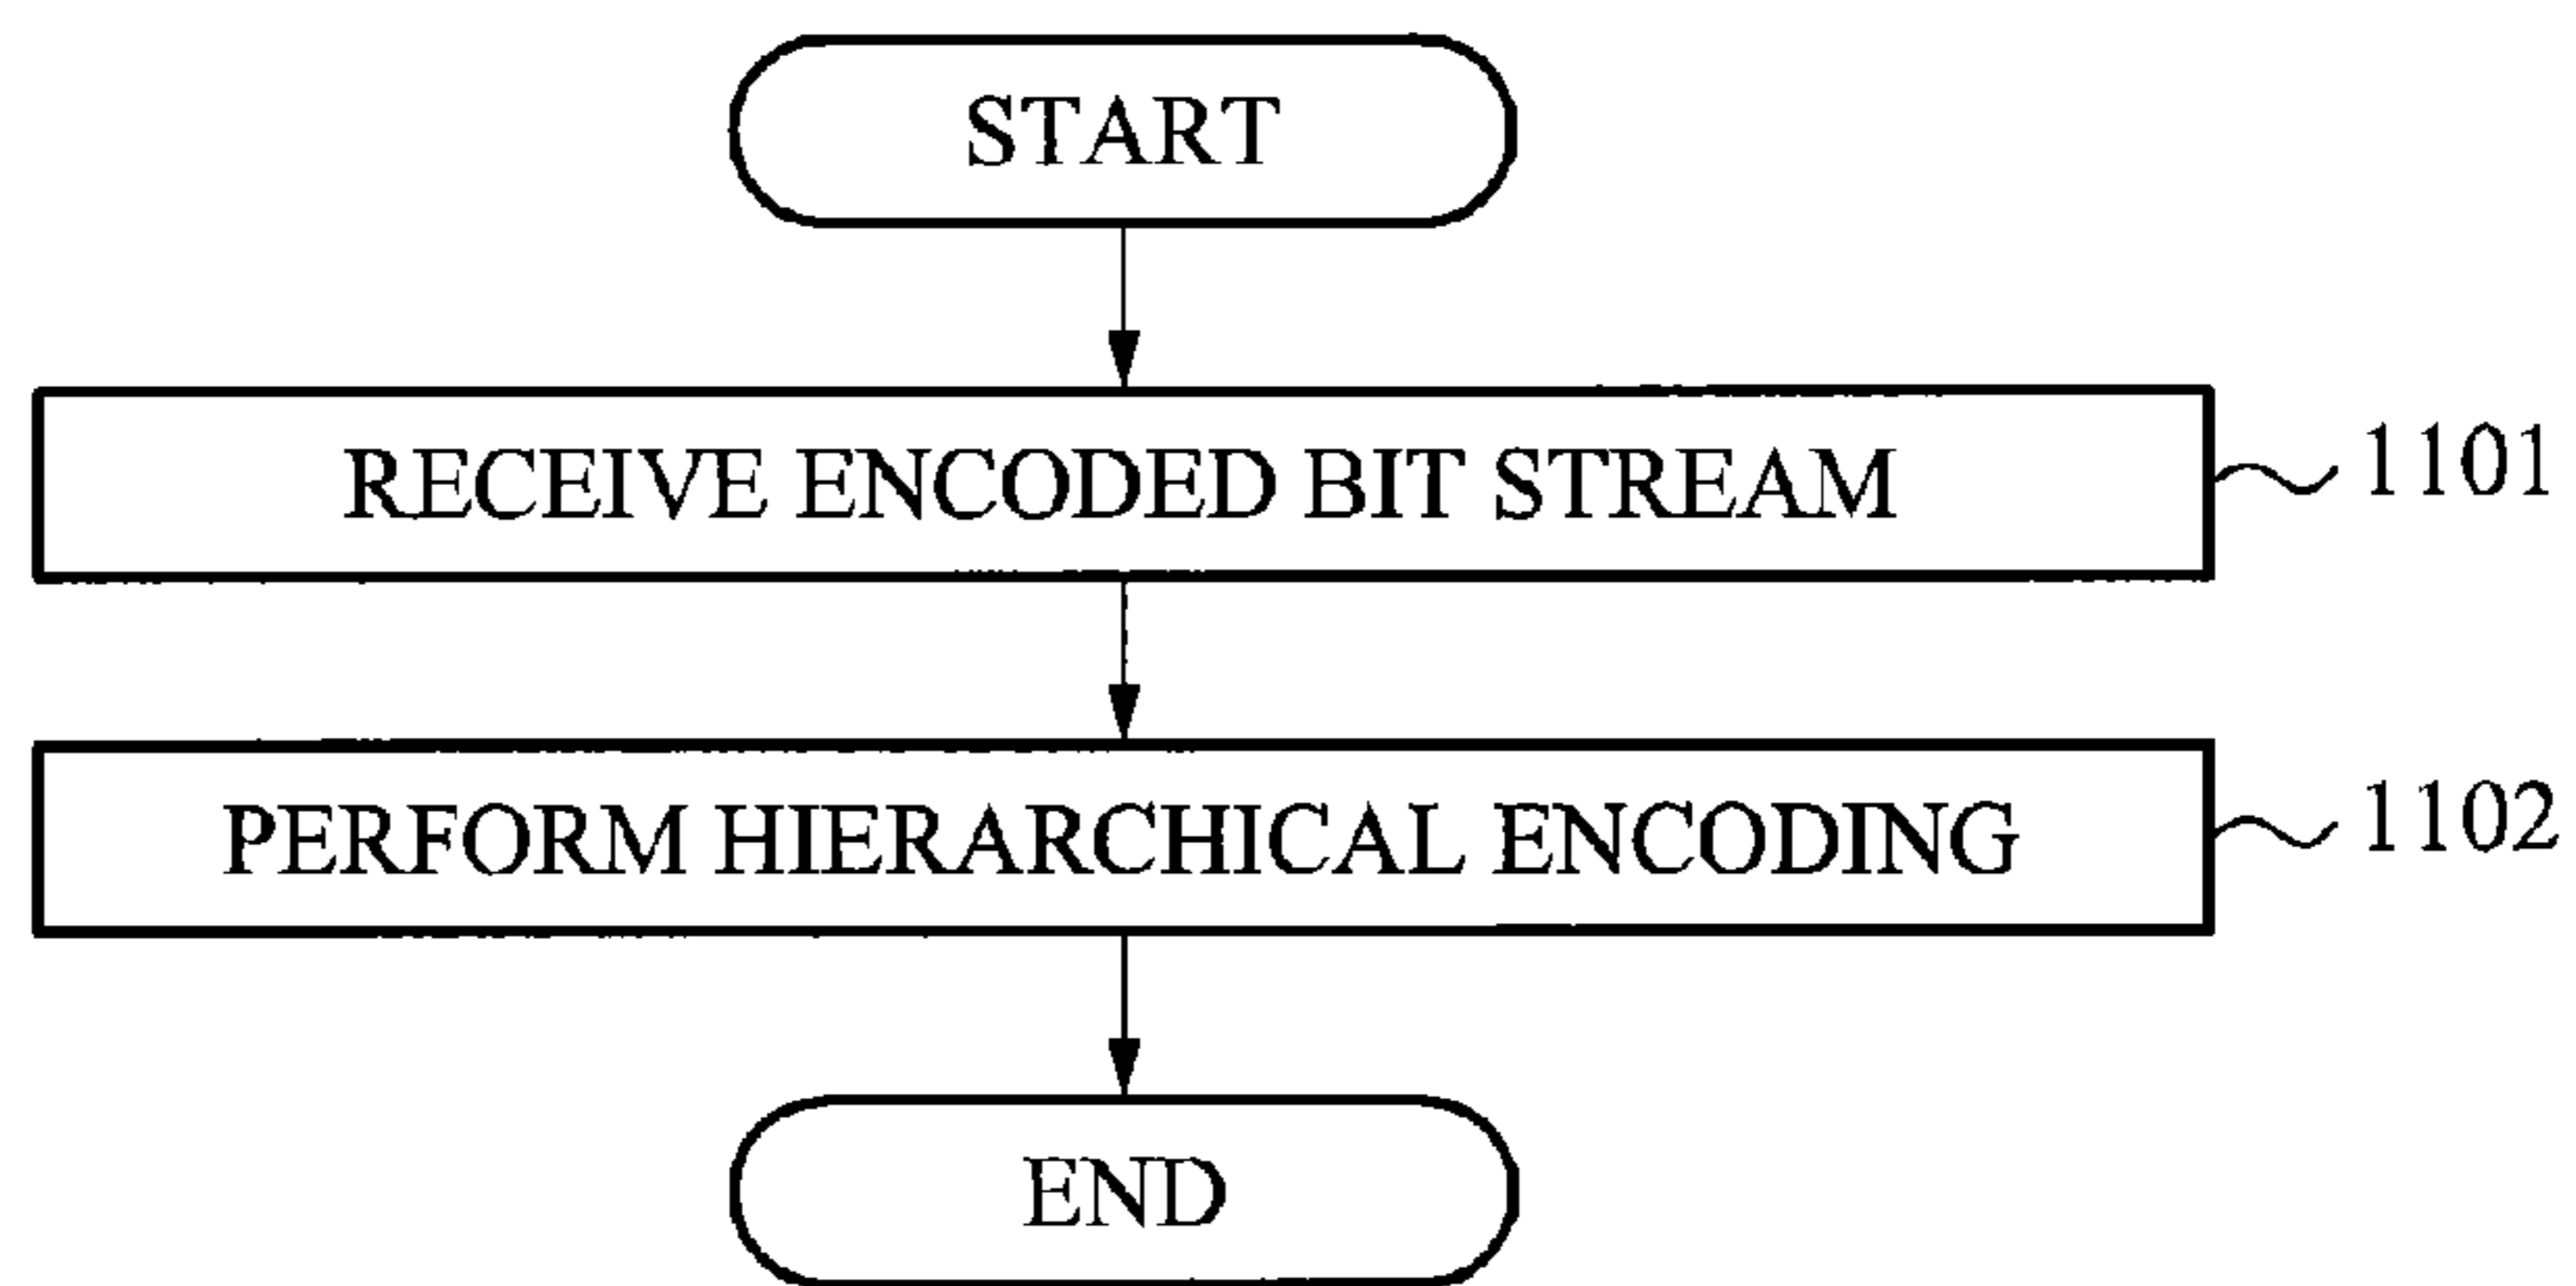 START
RECEIVE ENCODED BIT STREAM
1101
PERFORM HIERARCHICAL ENCODING
1102
END